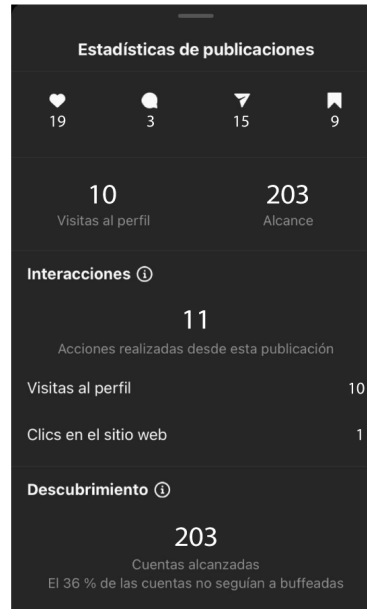 Estadísticas de publicaciones
19 3 15 9
10 203
Visitas al perfil Alcance
Interacciones
11
Acciones realizadas desde esta publicación
Visitas al perfil 10
Clics en el sitio web 1
Descubrimiento
203
Cuentas alcanzadas
El 36 % de las cuentas no seguían a buffeadas